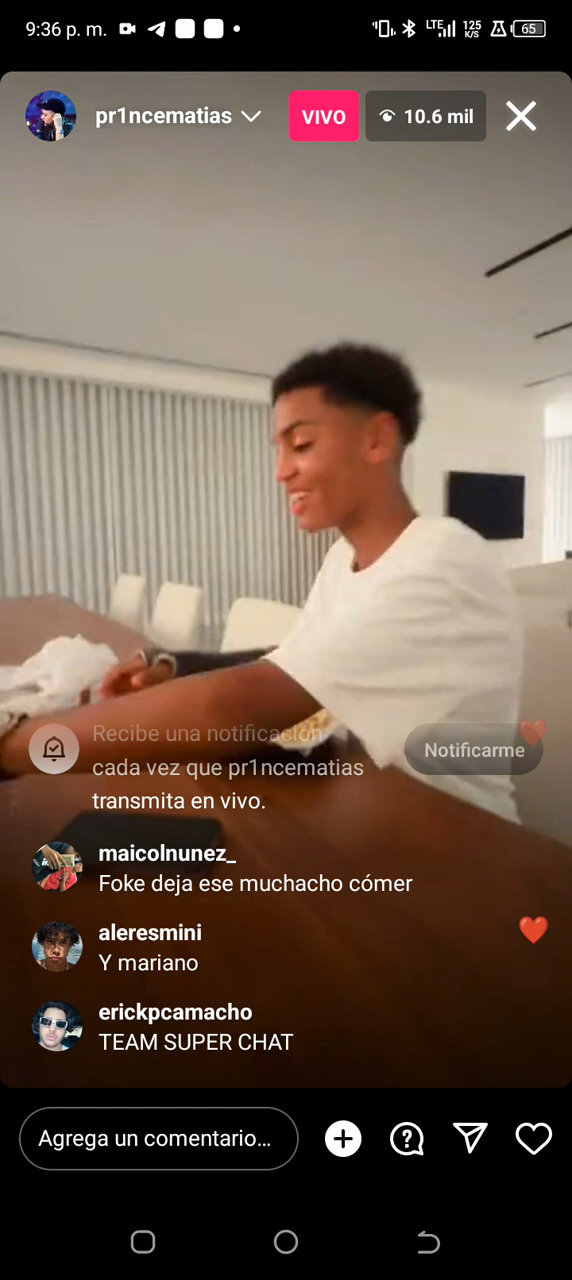 9:36 p. m.
LTE
125
K/S
65
pr1ncematias
VIVO
10.6 mil
Recibe una notificación
cada vez que pr1ncematias
transmita en vivo.
Notificarme
maicolnunez_
Foke deja ese muchacho cómer
aleresmini
Y mariano
erickpcamacho
TEAM SUPER CHAT
Agrega un comentario...